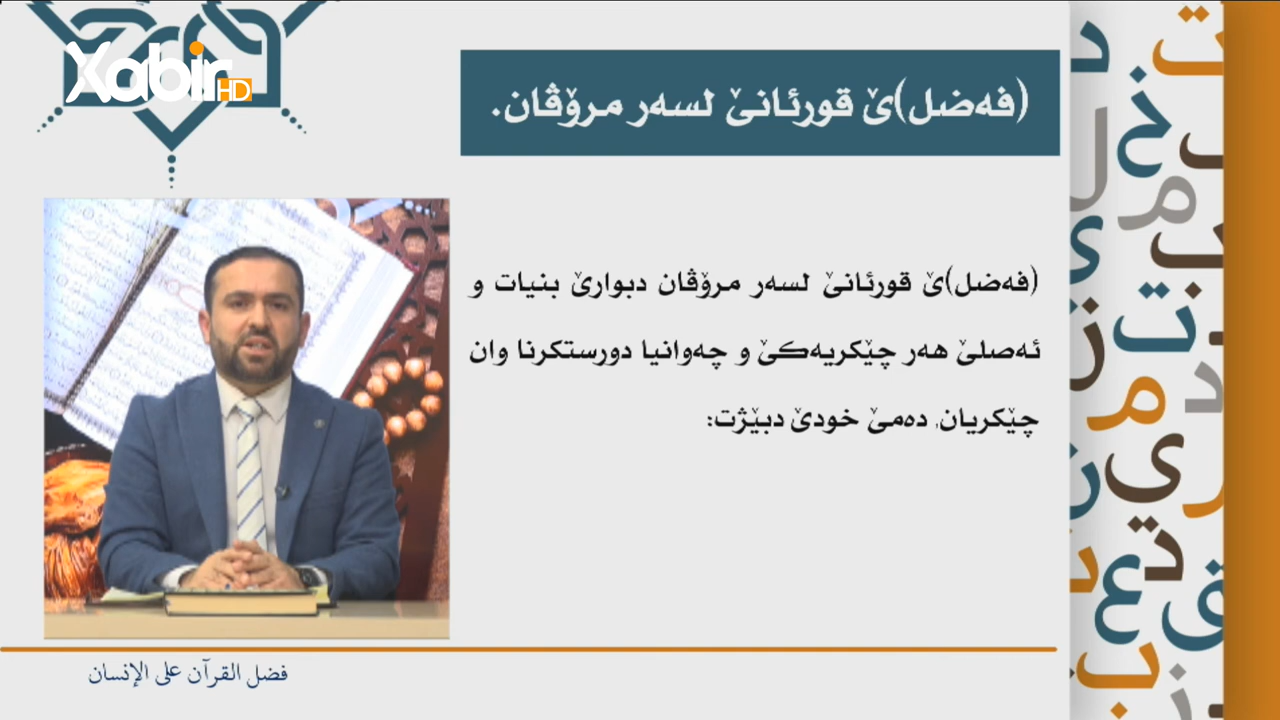 Xabir HD
(فەضل)ێ قورئانێ لسەر مرۆڤان.
(فەضل)ێ قورئانێ لسەر مرۆڤان دبوارێ بنیات و
ئەصلێ هەر چێکریەکێ و چەوانیا دورستکرنا وان
چێکریان، دەمێ خودێ دبێژت:
فضل القرآن على الإنسان